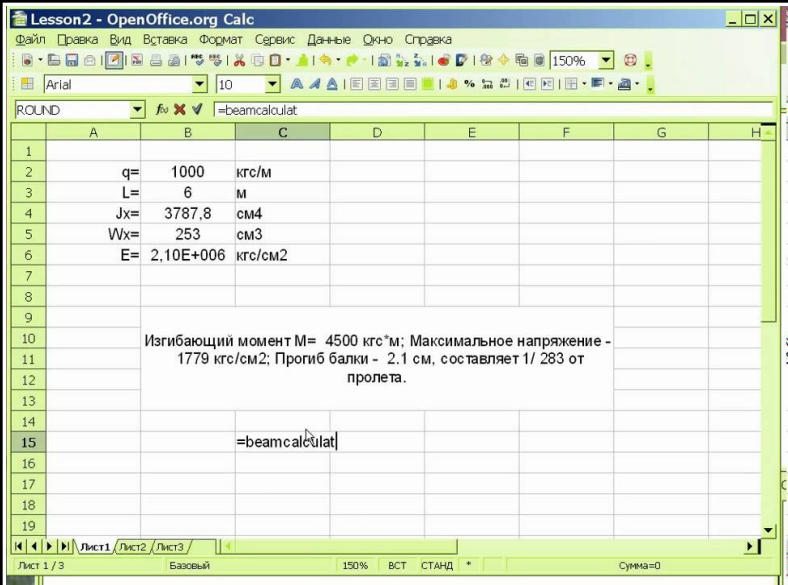 Lesson2 - OpenOffice.org Calc
Файл Правка Вид Вставка Формат Сервис Данные Окно Справка
150%
Arial 10
ROUND =beamcalculat
A B C D E F G H
1
2 q= 1000 кгс/м
3 L= 6 м
4 Jx= 3787,8 см4
5 Wx= 253 см3
6 E= 2,10E+006 кгс/см2
7
8
9
10 Изгибающий момент М= 4500 кгс*м; Максимальное напряжение -
11 1779 кгс/см2; Прогиб балки - 2.1 см, составляет 1/ 283 от
12 пролета.
13
14
15 =beamcalculat
16
17
18
19
Лист1 Лист2 Лист3
Лист 1 / 3 Базовый 150% ВСТ СТАНД * Сумма=0